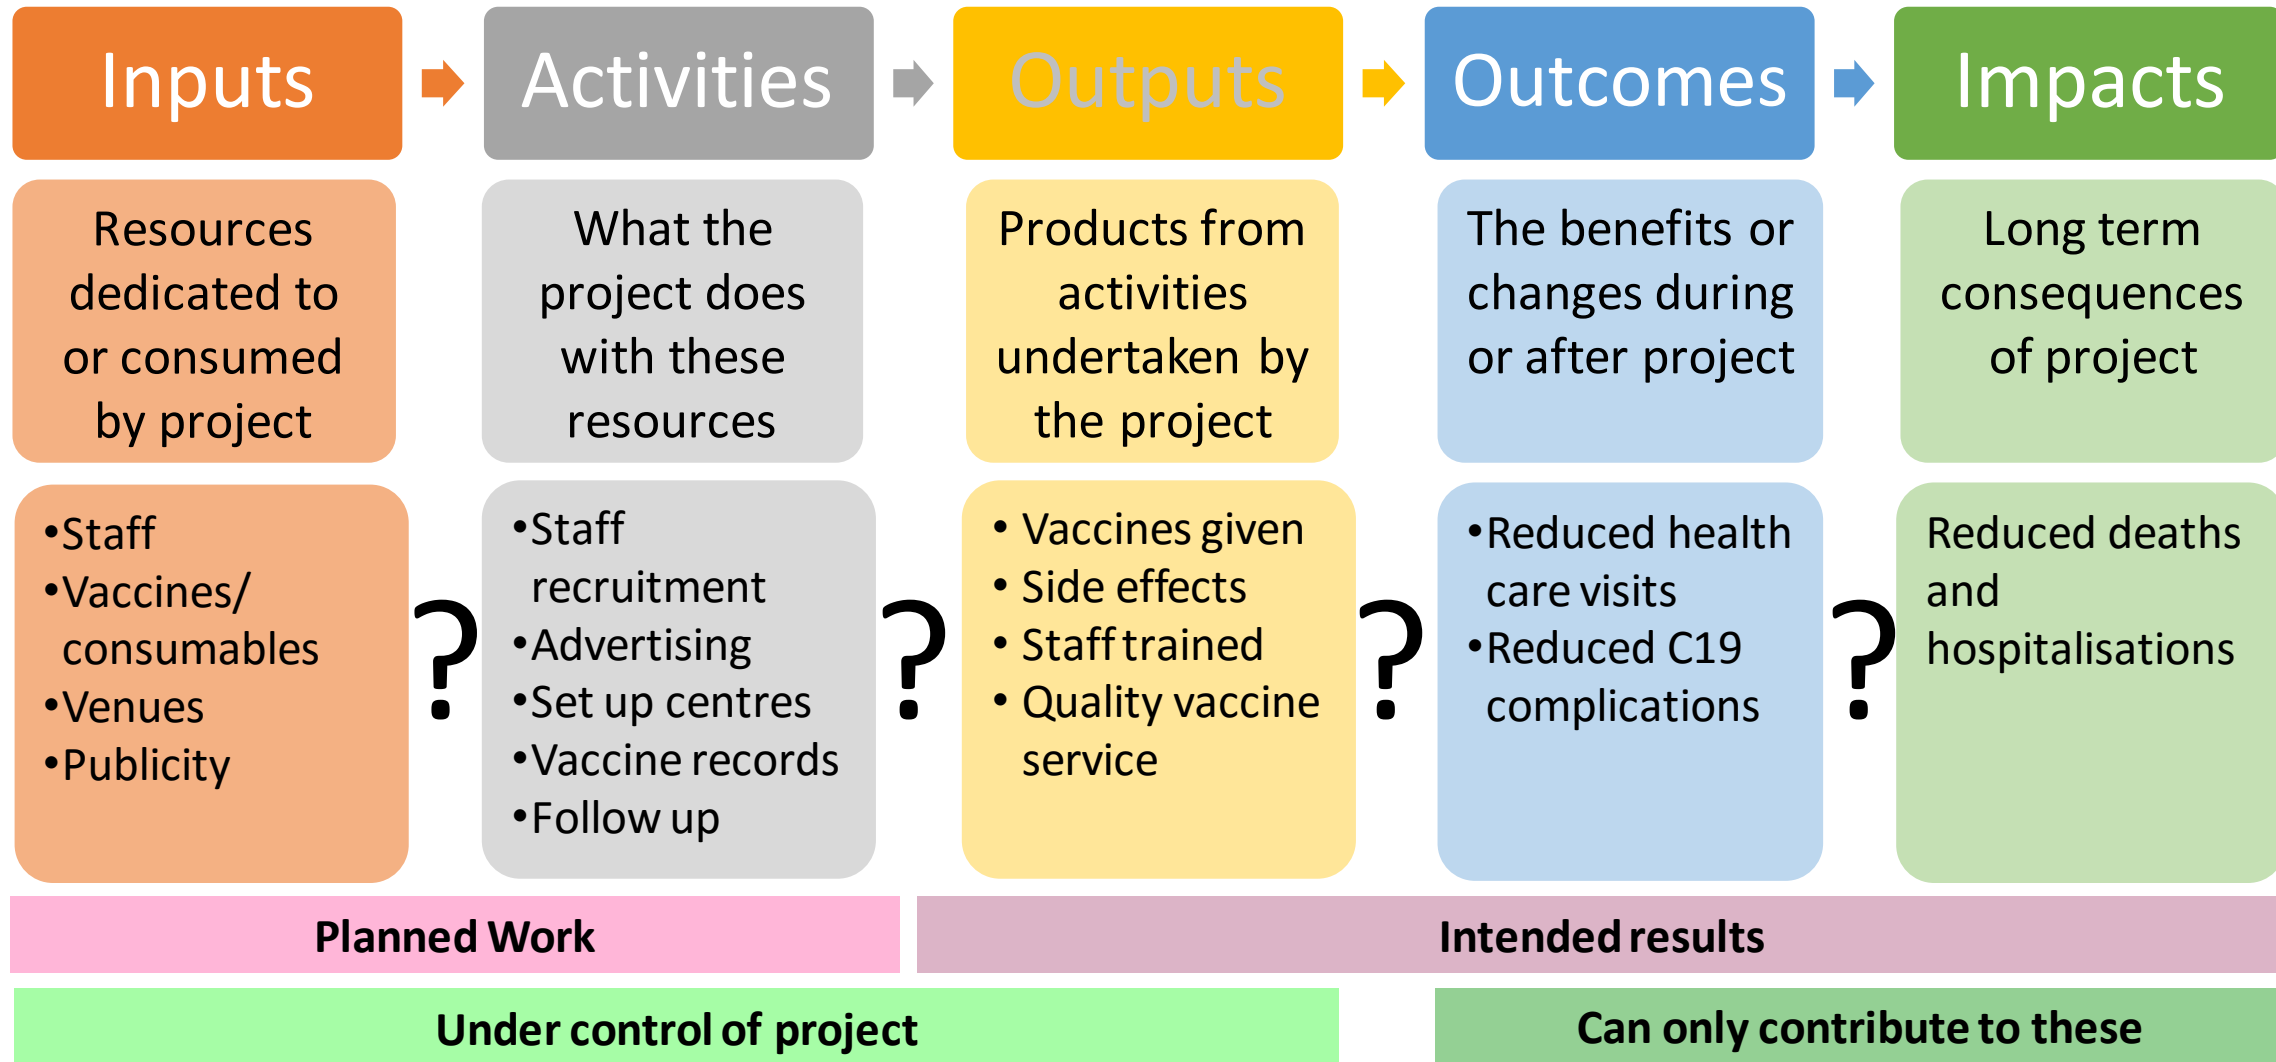 Inputs
Activities
Outputs
Outcomes
Impacts
Resources
dedicated to
or consumed
by project
What the
project does
with these
resources
Products from
activities
undertaken by
the project
The benefits or
changes during
or after project
Long term
consequences
of project
•Staff
•Vaccines/
consumables
•Venues
•Publicity
?
•Staff
recruitment
•Advertising
•Set up centres
•Vaccine records
•Follow up
?
• Vaccines given
• Side effects
• Staff trained
• Quality vaccine
service
?
•Reduced health
care visits
•Reduced C19
complications
?
Reduced deaths
and
hospitalisations
Planned Work
Intended results
Under control of project
Can only contribute to these